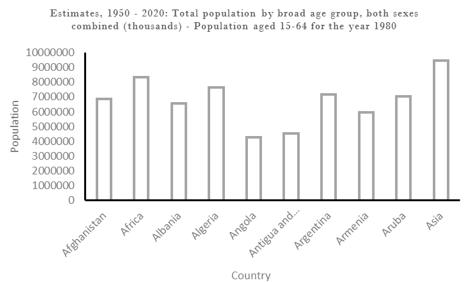 Estimates, 1950 - 2020: Total population by broad age group, both sexes
combined (thousands) - Population aged 15-64 for the year 1980
Population
10000000
9000000
8000000
7000000
6000000
5000000
4000000
3000000
2000000
1000000
0
Afghanistan
Africa
Albania
Algeria
Angola
Antigua and...
Argentina
Armenia
Aruba
Asia
Country